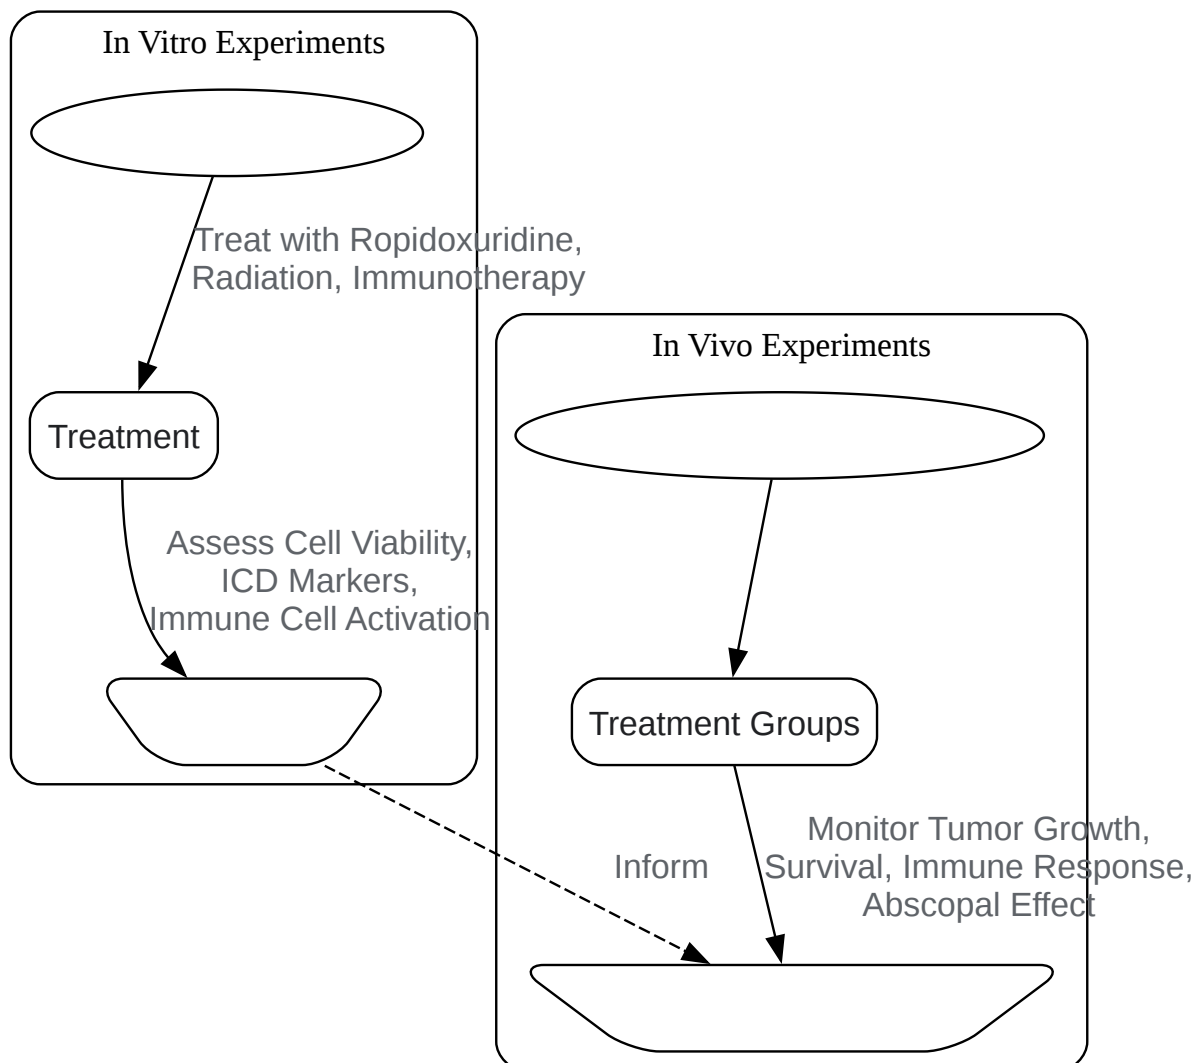 In Vitro Experiments
Treat with Ropidoxuridine,
Radiation, Immunotherapy
In Vivo Experiments
Treatment
Assess Cell Viability,
ICD Markers,
Immune Cell Activation
Treatment Groups
Monitor Tumor Growth,
Inform
Survival, Immune Response,
Abscopal Effect